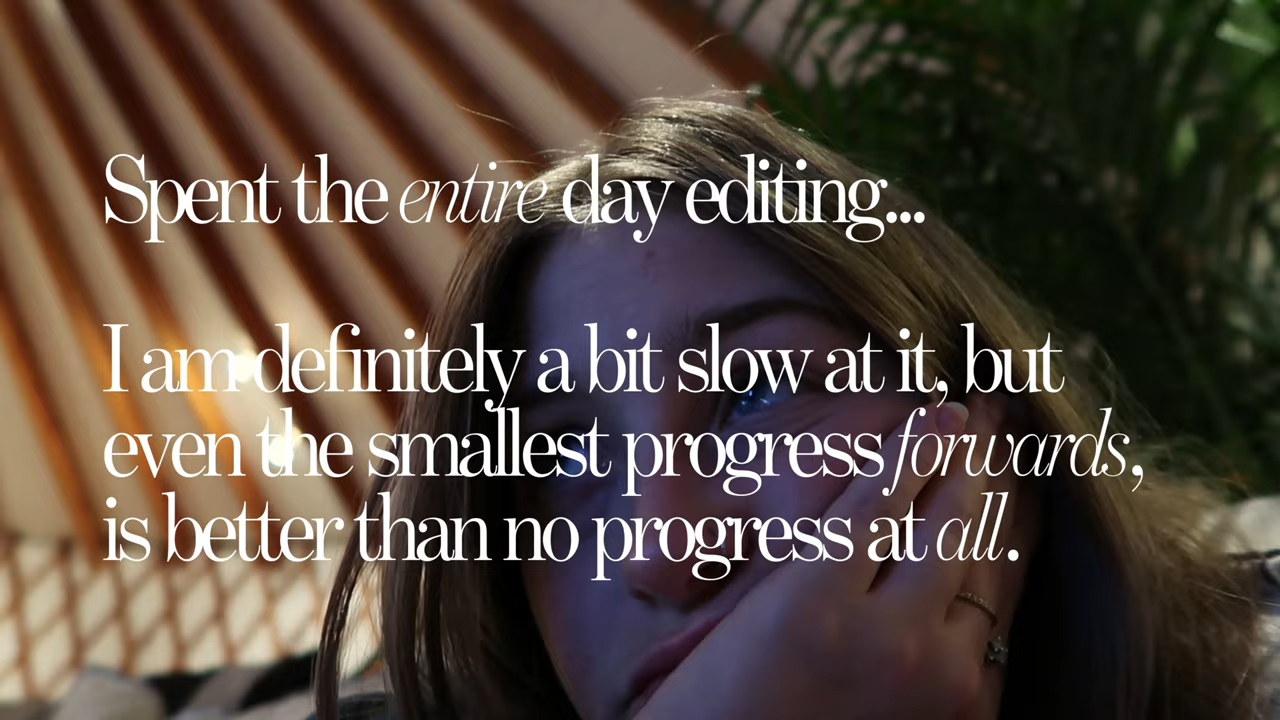 Spent the entire day editing...
I am definitely a bit slow at it, but
even the smallest progress forwards,
is better than no progress at all.